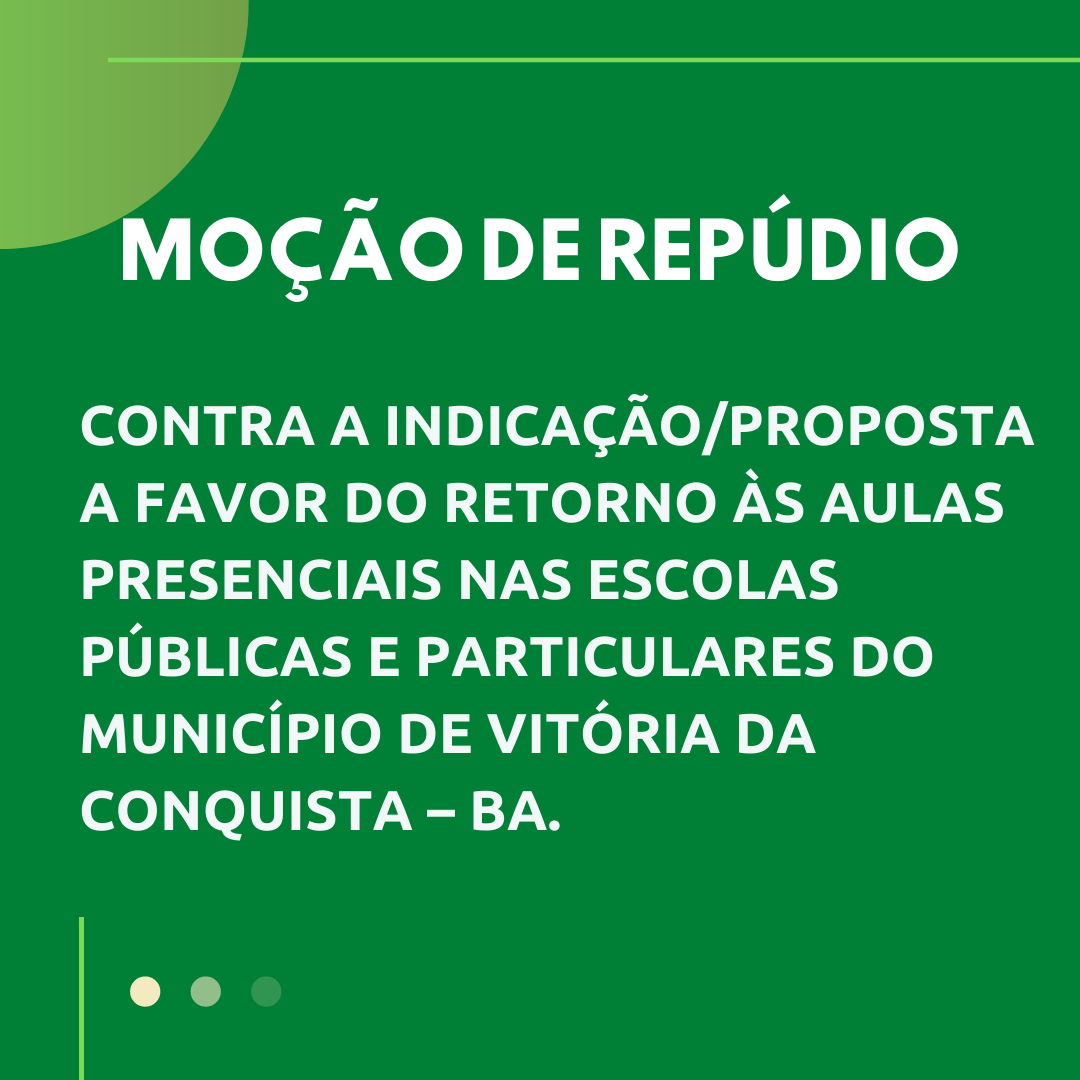 MOÇÃO DE REPÚDIO
CONTRA A INDICAÇÃO/PROPOSTA
A FAVOR DO RETORNO ÀS AULAS
PRESENCIAIS NAS ESCOLAS
PÚBLICAS E PARTICULARES DO
MUNICÍPIO DE VITÓRIA DA
CONQUISTA – BA.